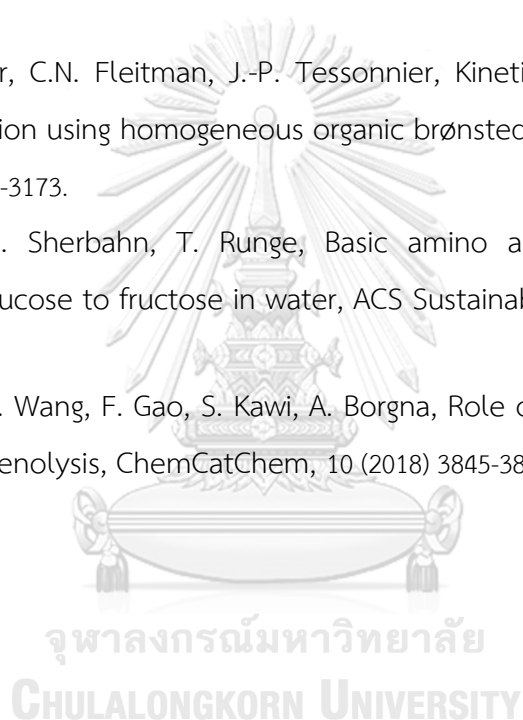 r, C.N. Fleitman, J.-P. Tessonnier, Kineti
ion using homogeneous organic brønsted
-3173.
. Sherbahn, T. Runge, Basic amino a
ucose to fructose in water, ACS Sustainab
. Wang, F. Gao, S. Kawi, A. Borgna, Role o
enolysis, ChemCatChem, 10 (2018) 3845-38
จุฬาลงกรณ์มหาวิทยาลัย
CHULALONGKORN UNIVERSITY